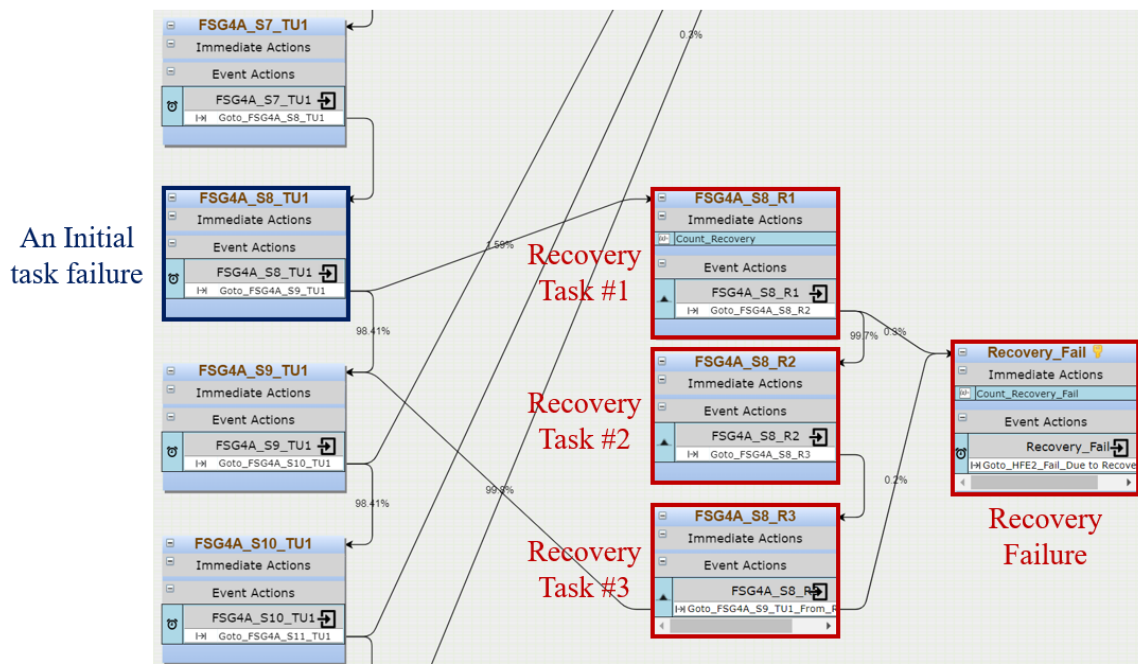 FSG4A_S7_TU1
Immediate Actions
Event Actions
FSG4A_S7_TU1
Goto_FSG4A_S8_TU1
An Initial
task failure
FSG4A_S8_TU1
Immediate Actions
Event Actions
FSG4A_S8_TU1
Goto_FSG4A_S9_TU1
98.41%
FSG4A_S9_TU1
Immediate Actions
Event Actions
FSG4A_S9_TU1
Goto_FSG4A_S10_TU1
98.41%
FSG4A_S10_TU1
Immediate Actions
Event Actions
FSG4A_S10_TU1
Goto_FSG4A_S11_TU1
0.3%
1.59%
Recovery
Task #1
FSG4A_S8_R1
Immediate Actions
Count_Recovery
Event Actions
FSG4A_S8_R1
Goto_FSG4A_S8_R2
99.7%
0.3%
Recovery
Task #2
FSG4A_S8_R2
Immediate Actions
Event Actions
FSG4A_S8_R2
Goto_FSG4A_S8_R3
0.2%
Recovery
Task #3
FSG4A_S8_R3
Immediate Actions
Event Actions
Goto_FSG4A_S9_TU1_From_R
Recovery_Fail
Immediate Actions
Count_Recovery_Fail
Event Actions
Recovery_Fail
Goto_HFE2_Fail_Due to Recove
Recovery
Failure